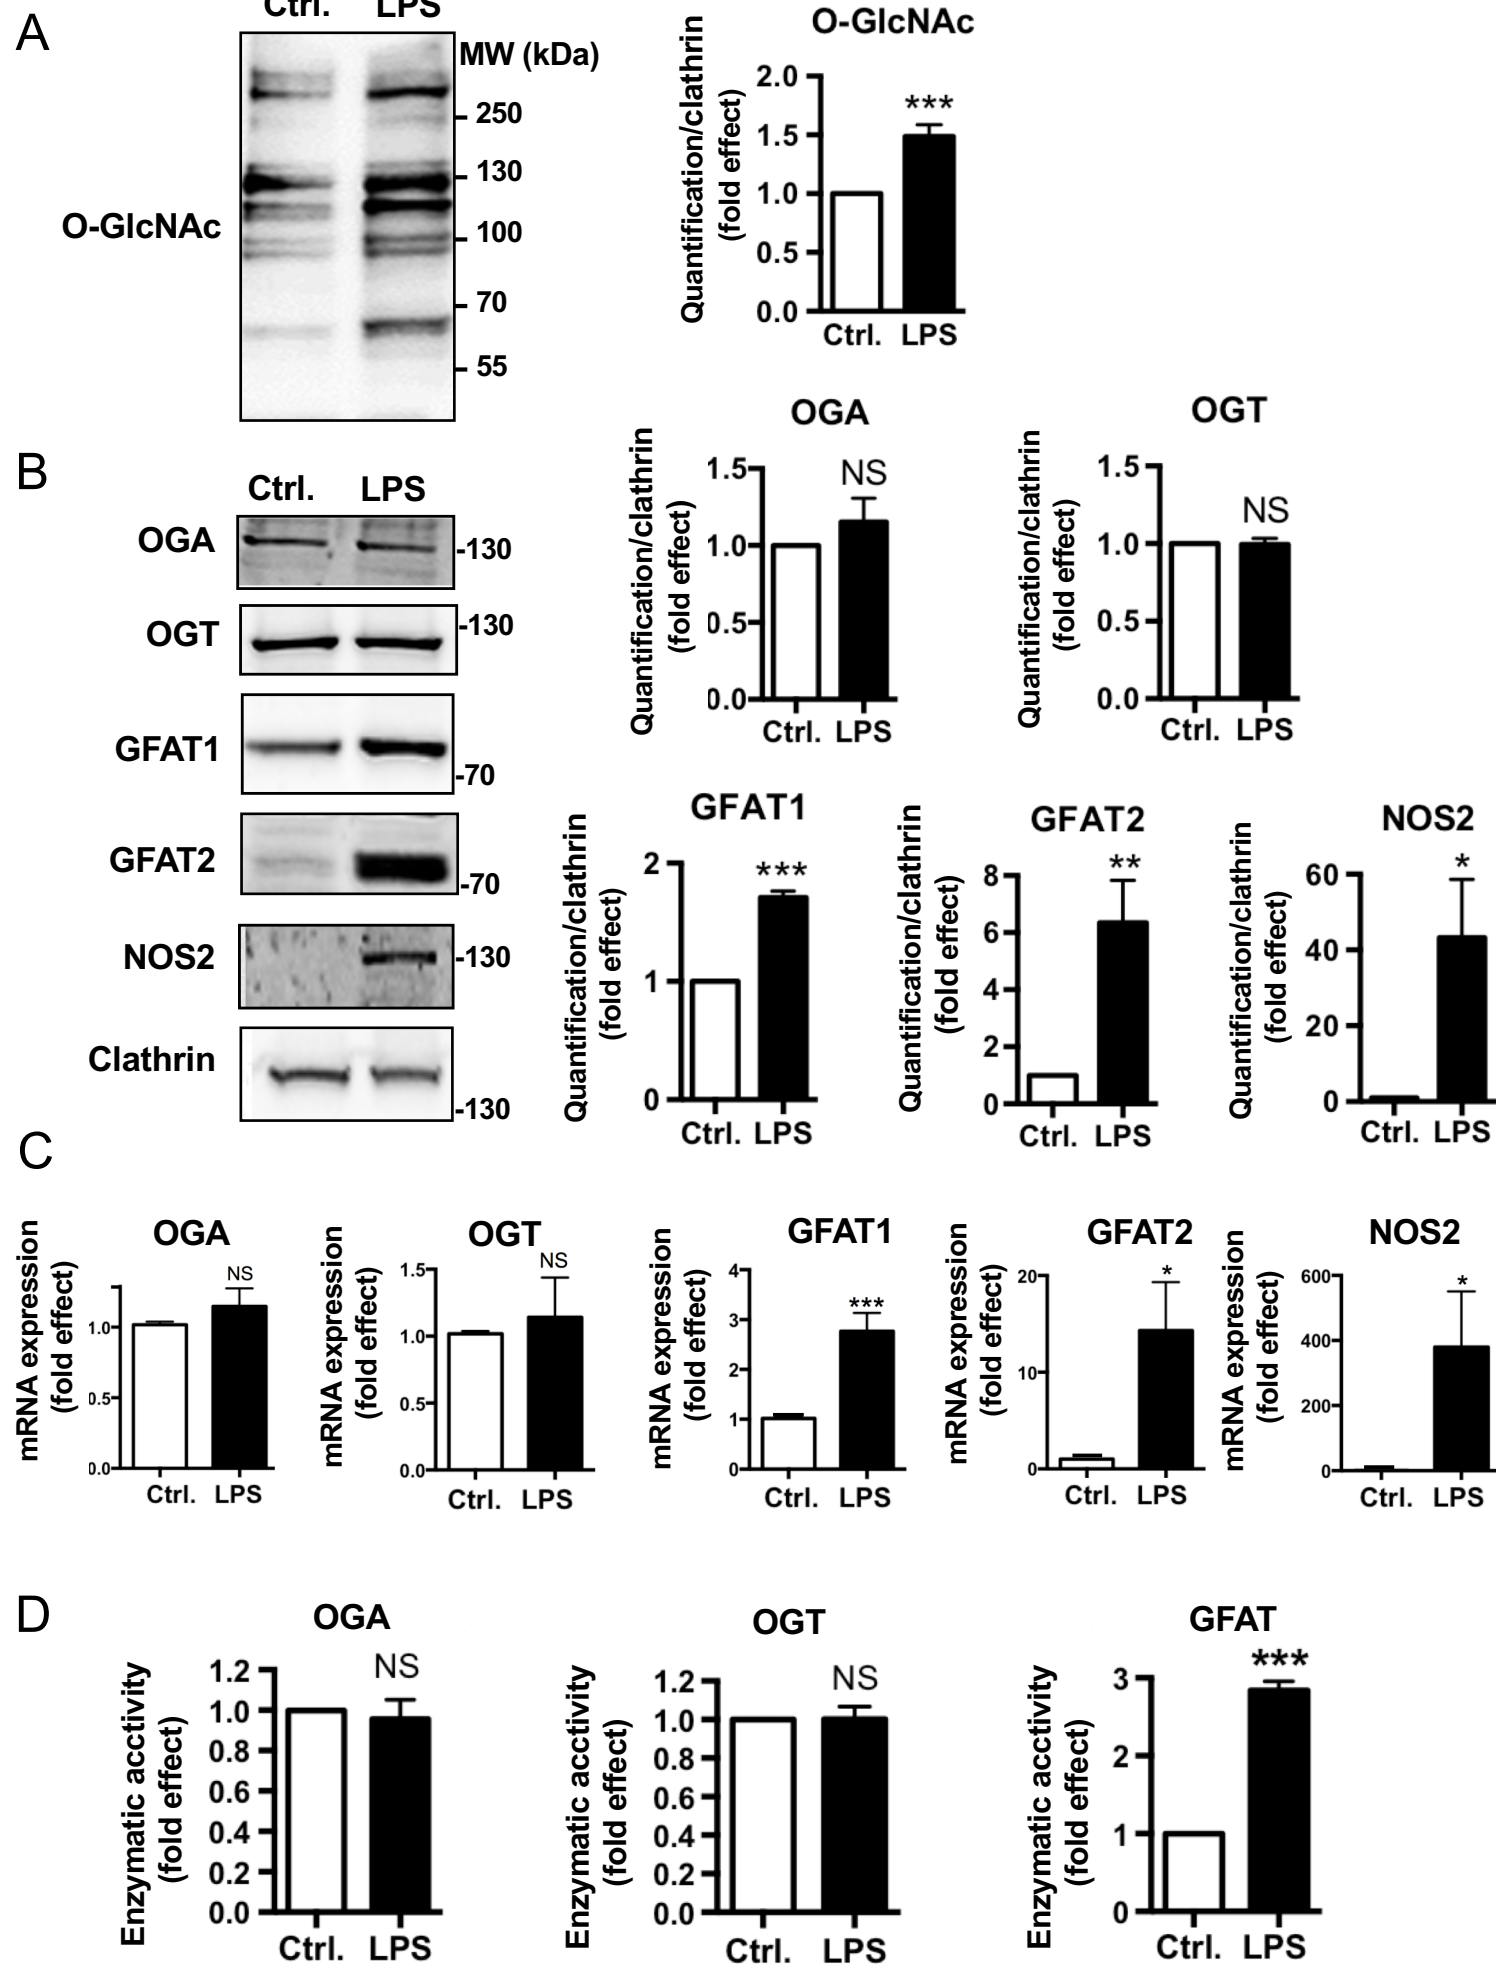 A
Ctrl. LPS
MW (kDa)
250
130
O-GlcNAc
100
70
55
O-GlcNAc
Quantification/clathrin
(fold effect)
2.0
***
1.5
1.0
0.5
0.0
Ctrl. LPS
B
Ctrl. LPS
OGA
-130
OGT
-130
GFAT1
-70
GFAT2
-70
NOS2
-130
Clathrin
-130
OGA
Quantification/clathrin
(fold effect)
1.5
NS
1.0
0.5
0.0
Ctrl. LPS
OGT
Quantification/clathrin
(fold effect)
1.5
NS
1.0
0.5
0.0
Ctrl. LPS
GFAT1
Quantification/clathrin
(fold effect)
2
***
1
0
Ctrl. LPS
GFAT2
Quantification/clathrin
(fold effect)
**
8
6
4
2
0
Ctrl. LPS
NOS2
Quantification/clathrin
(fold effect)
*
60
40
20
0
Ctrl. LPS
C
OGA
mRNA expression
(fold effect)
NS
1.0
0.5
0.0
Ctrl. LPS
OGT
mRNA expression
(fold effect)
NS
1.5
1.0
0.5
0.0
Ctrl. LPS
GFAT1
mRNA expression
(fold effect)
4
***
3
2
1
0
Ctrl. LPS
GFAT2
mRNA expression
(fold effect)
*
20
10
0
Ctrl. LPS
NOS2
mRNA expression
(fold effect)
*
600
400
200
0
Ctrl. LPS
D
OGA
Enzymatic acctivity
(fold effect)
NS
1.2
1.0
0.8
0.6
0.4
0.2
0.0
Ctrl. LPS
OGT
Enzymatic acctivity
(fold effect)
NS
1.2
1.0
0.8
0.6
0.4
0.2
0.0
Ctrl. LPS
GFAT
Enzymatic acctivity
(fold effect)
***
3
2
1
0
Ctrl. LPS